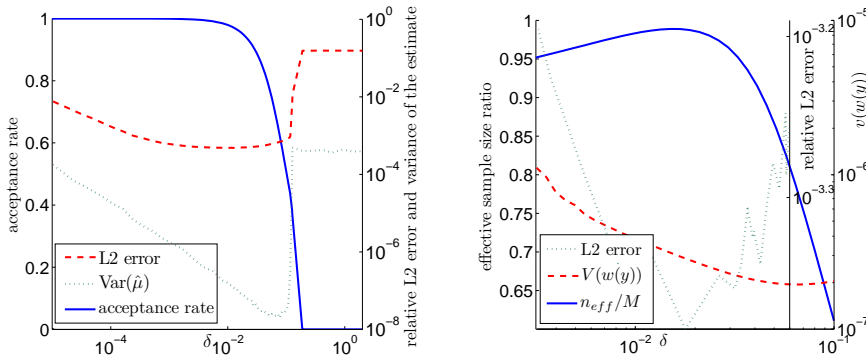 1
0.8
0.6
0.4
0.2
0
acceptance rate
10^-4
δ
10^-2
10^0
10^0
10^-2
10^-4
10^-6
10^-8
relative L2 error and variance of the estimate
L2 error
Var(μ̂)
acceptance rate
1
0.95
0.9
0.85
0.8
0.75
0.7
0.65
effective sample size ratio
10^-2
δ
10^-1
10^-3.2
10^-3.3
relative L2 error
10^-5
10^-6
10^-7
v(w(y))
L2 error
V(w(y))
n_eff/M